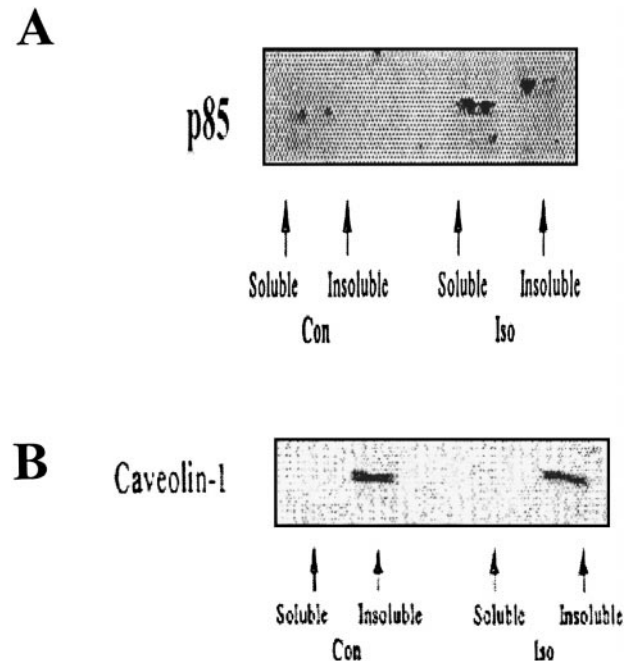 A
p85
Soluble Insoluble Soluble Insoluble
Con Iso
B
Caveolin-1
Soluble Insoluble Soluble Insoluble
Con Iso